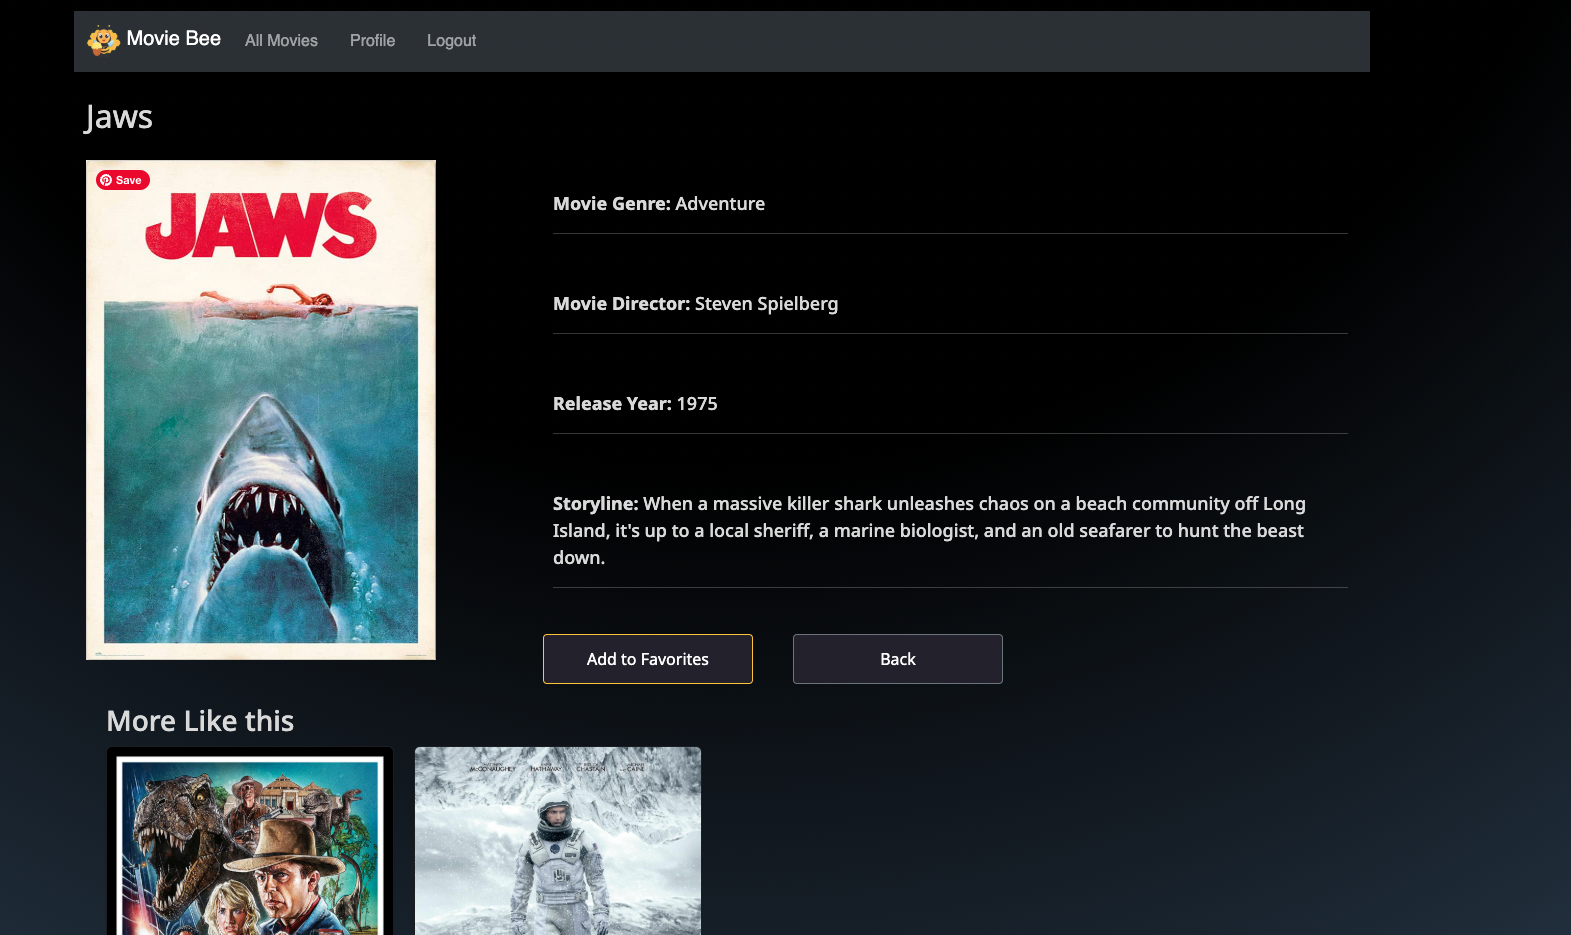 Movie Bee
All Movies
Profile
Logout
Jaws
Save
JAWS
Movie Genre: Adventure
Movie Director: Steven Spielberg
Release Year: 1975
Storyline: When a massive killer shark unleashes chaos on a beach community off Long
Island, it's up to a local sheriff, a marine biologist, and an old seafarer to hunt the beast
down.
Add to Favorites
Back
More Like this
McCONAUGHEY
HATHAWAY
CHASTAIN
CAINE